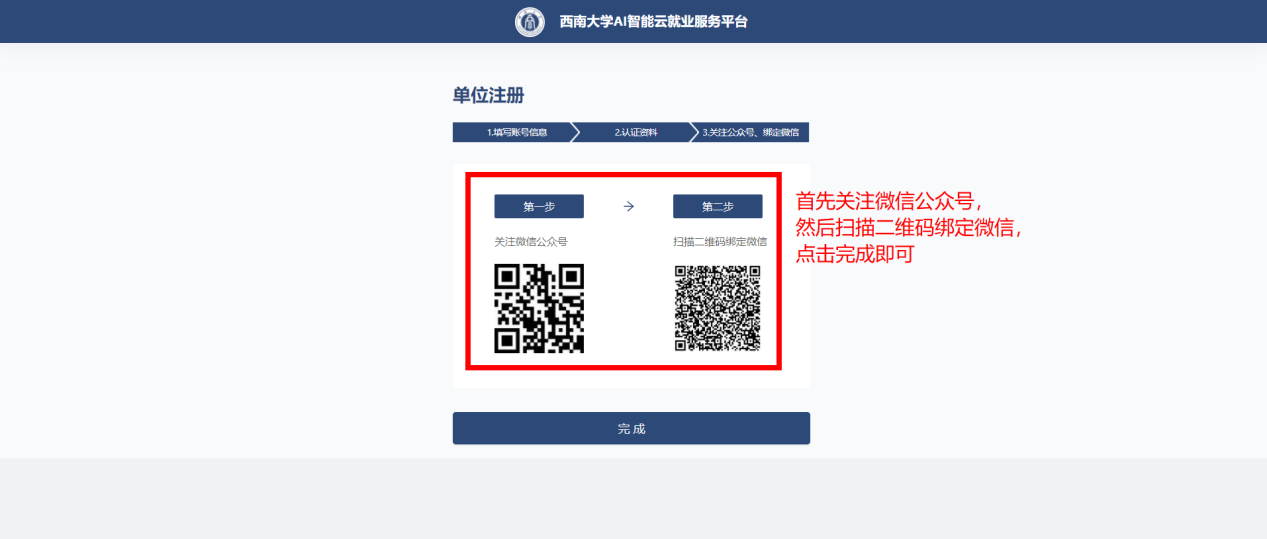 西南大学AI智能云就业服务平台
单位注册
1.填写账号信息
2.认证资料
3.关注公众号、绑定微信
第一步
第二步
关注微信公众号
扫描二维码绑定微信
首先关注微信公众号，
然后扫描二维码绑定微信，
点击完成即可
完 成